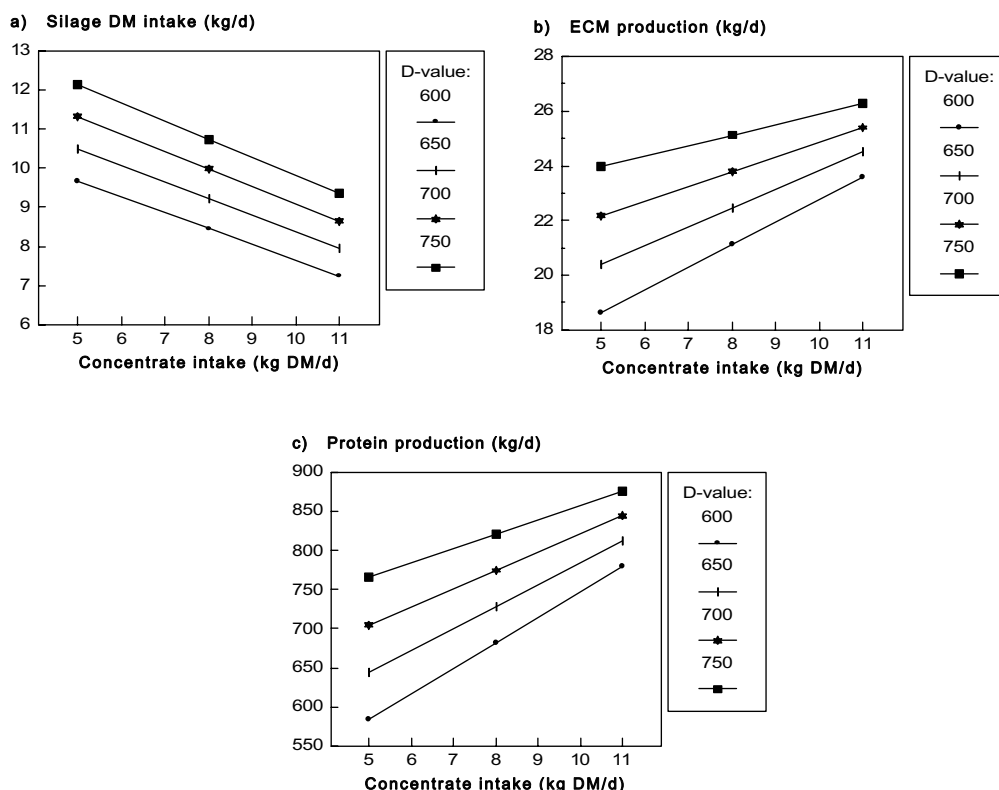 a) Silage DM intake (kg/d)
13
12
11
10
9
8
7
6
5 6 7 8 9 10 11
Concentrate intake (kg DM/d)
D-value:
600
650
700
750
b) ECM production (kg/d)
28
26
24
22
20
18
5 6 7 8 9 10 11
Concentrate intake (kg DM/d)
D-value:
600
650
700
750
c) Protein production (kg/d)
900
850
800
750
700
650
600
550
5 6 7 8 9 10 11
Concentrate intake (kg DM/d)
D-value:
600
650
700
750